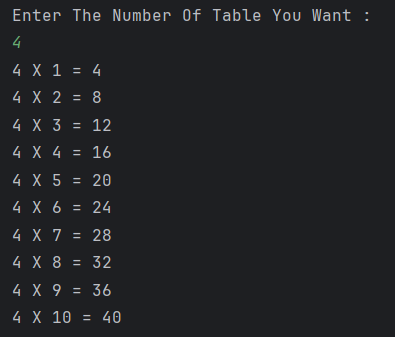 Enter The Number Of Table You Want :
4
4 X 1 = 4
4 X 2 = 8
4 X 3 = 12
4 X 4 = 16
4 X 5 = 20
4 X 6 = 24
4 X 7 = 28
4 X 8 = 32
4 X 9 = 36
4 X 10 = 40